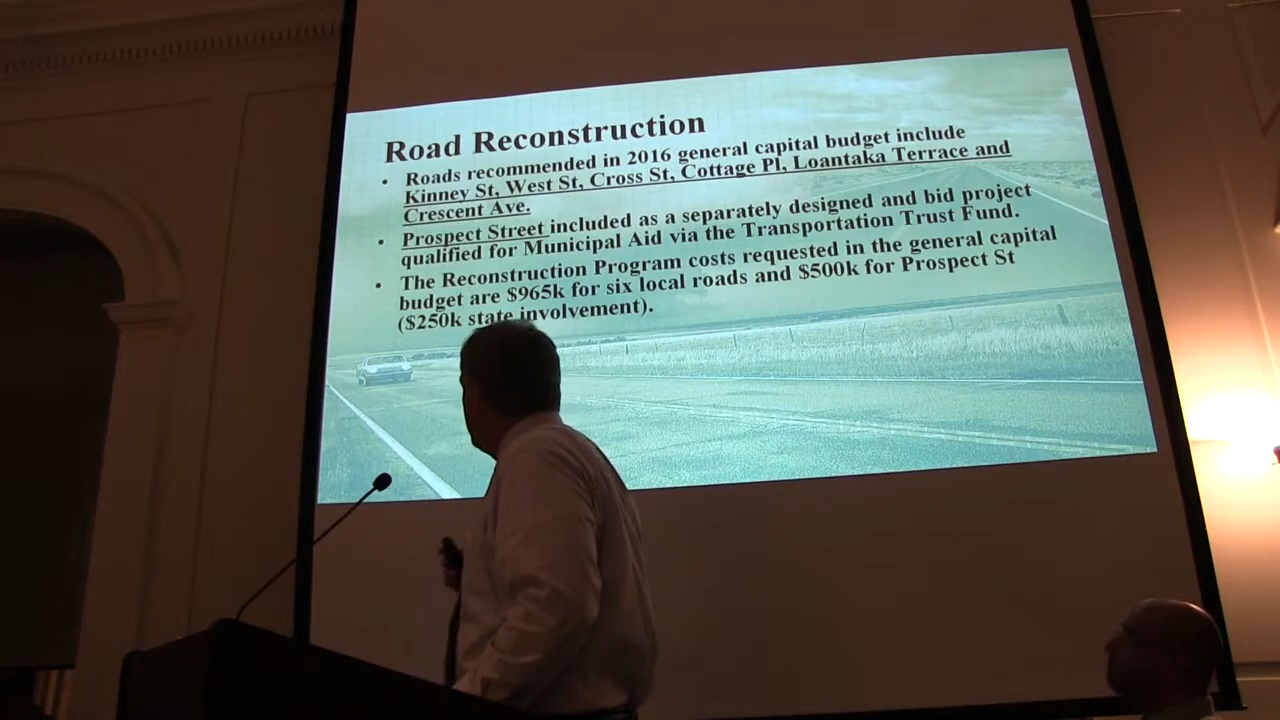 Road Reconstruction
• Roads recommended in 2016 general capital budget include
Kinney St, West St, Cross St, Cottage Pl, Loantaka Terrace and
Crescent Ave.
• Prospect Street included as a separately designed and bid project
qualified for Municipal Aid via the Transportation Trust Fund.
• The Reconstruction Program costs requested in the general capital
budget are $965k for six local roads and $500k for Prospect St
($250k state involvement).